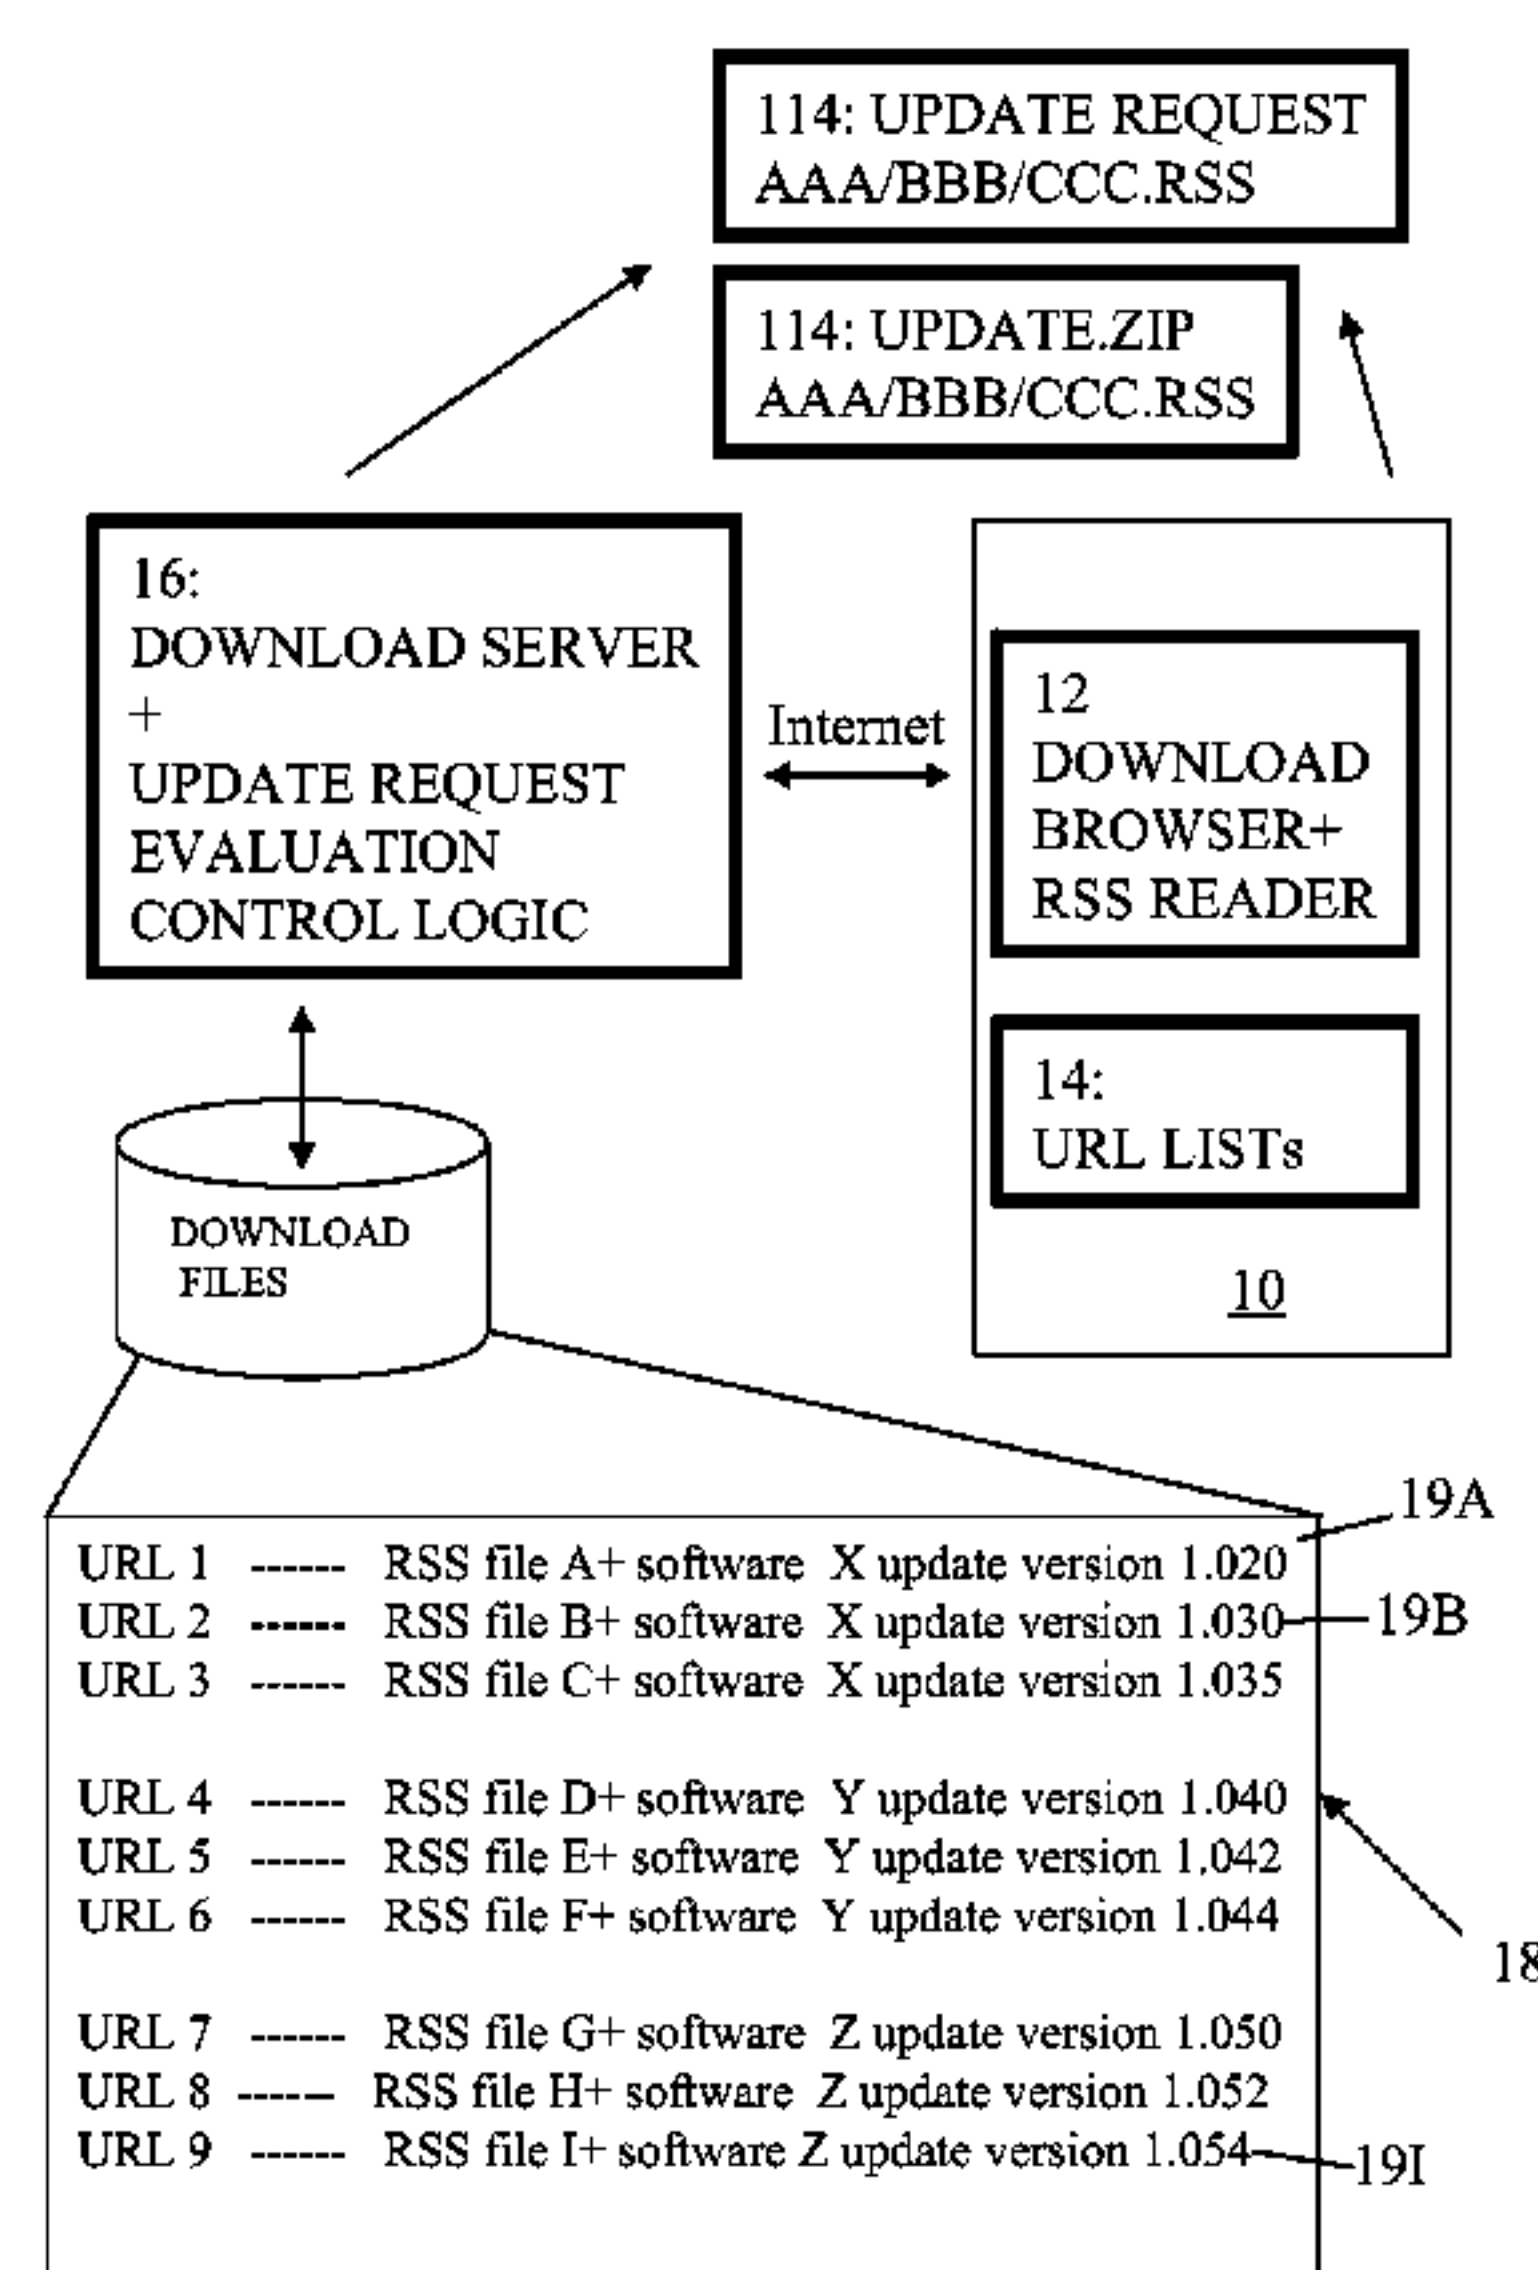 114: UPDATE REQUEST
AAA/BBB/CCC.RSS
114: UPDATE.ZIP
AAA/BBB/CCC.RSS
16:
DOWNLOAD SERVER
+
UPDATE REQUEST
EVALUATION
CONTROL LOGIC
Internet
12
DOWNLOAD
BROWSER+
RSS READER
14:
URL LISTs
10
DOWNLOAD
FILES
19A
URL 1 ------ RSS file A+ software X update version 1.020
URL 2 ------ RSS file B+ software X update version 1.030
19B
URL 3 ------ RSS file C+ software X update version 1.035
URL 4 ------ RSS file D+ software Y update version 1.040
URL 5 ------ RSS file E+ software Y update version 1.042
URL 6 ------ RSS file F+ software Y update version 1.044
18
URL 7 ------ RSS file G+ software Z update version 1.050
URL 8 ------ RSS file H+ software Z update version 1.052
URL 9 ------ RSS file I+ software Z update version 1.054
19I